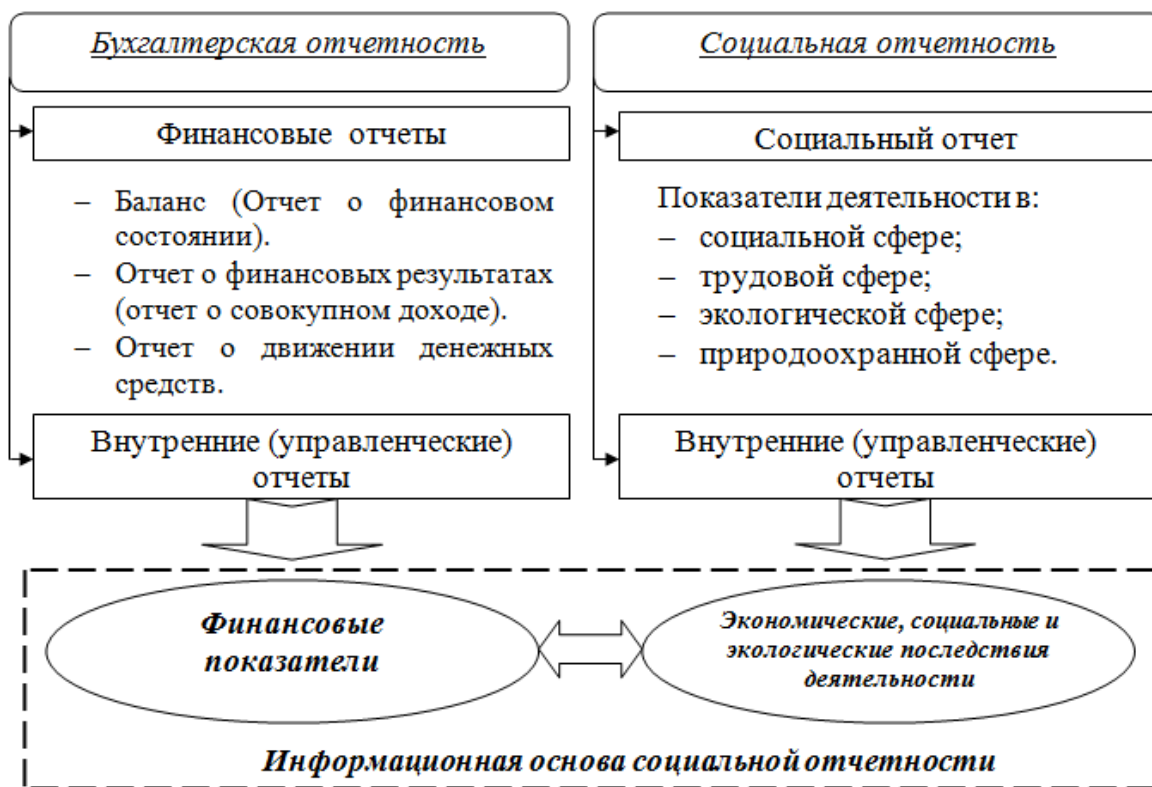 Бухгалтерская отчетность
Финансовые отчеты
– Баланс (Отчет о финансовом
состоянии).
– Отчет о финансовых результатах
(отчет о совокупном доходе).
– Отчет о движении денежных
средств.
Внутренние (управленческие)
отчеты
Социальная отчетность
Социальный отчет
Показатели деятельности в:
– социальной сфере;
– трудовой сфере;
– экологической сфере;
– природоохранной сфере.
Внутренние (управленческие)
отчеты
Финансовые
показатели
Экономические, социальные и
экологические последствия
деятельности
Информационная основа социальной отчетности